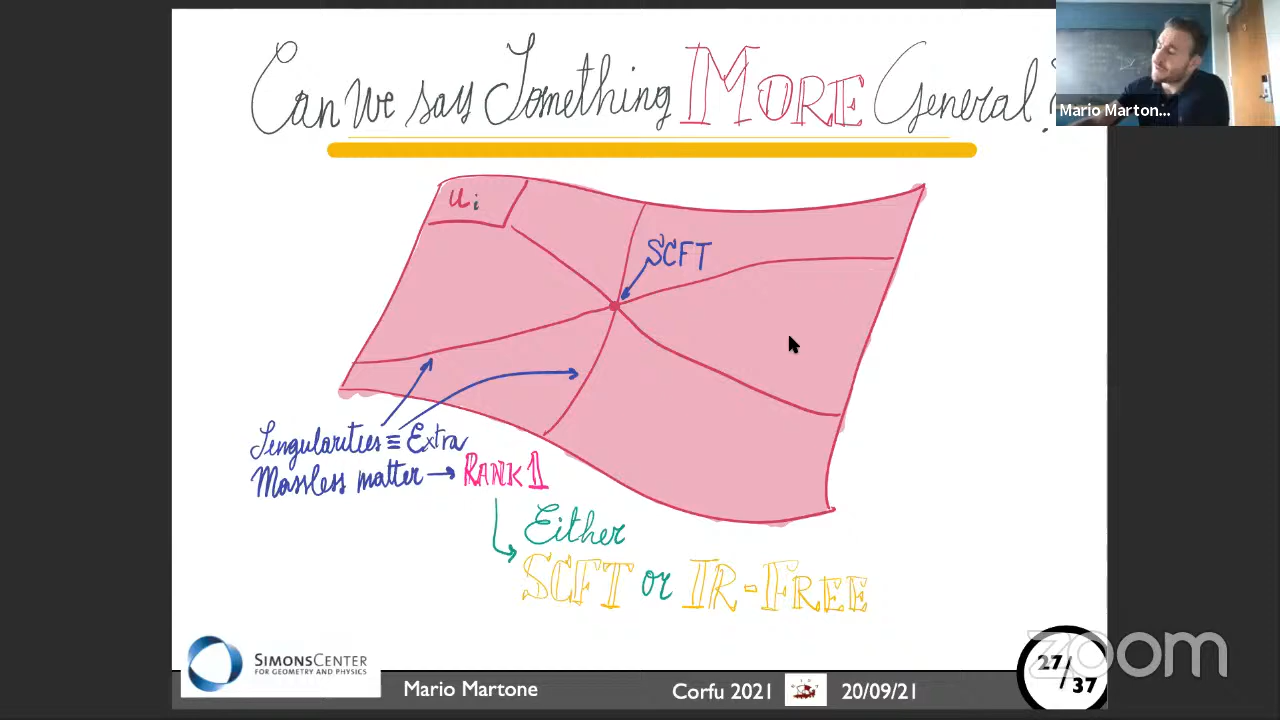 Can we say Something MORE General?
Mario Marton...
ui
SCFT
Singularities ≡ Extra
Massless matter → RANK 1
Either
SCFT or IR-FREE
SIMONS CENTER
FOR GEOMETRY AND PHYSICS
Mario Martone
Corfu 2021
20/09/21
27/
/37
zoom